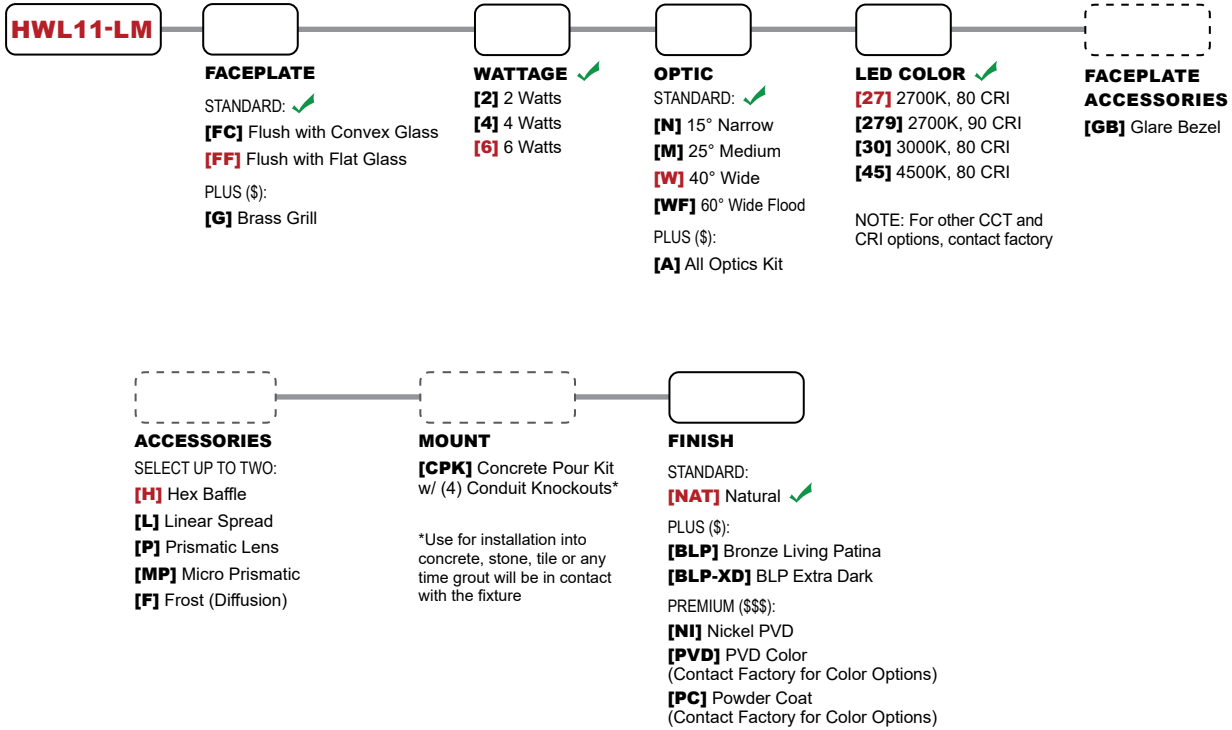 HWL11-LM
FACEPLATE
STANDARD:
[FC] Flush with Convex Glass
[FF] Flush with Flat Glass
PLUS ($):
[G] Brass Grill
WATTAGE
[2] 2 Watts
[4] 4 Watts
[6] 6 Watts
OPTIC
STANDARD:
[N] 15° Narrow
[M] 25° Medium
[W] 40° Wide
[WF] 60° Wide Flood
PLUS ($):
[A] All Optics Kit
LED COLOR
[27] 2700K, 80 CRI
[279] 2700K, 90 CRI
[30] 3000K, 80 CRI
[45] 4500K, 80 CRI
NOTE: For other CCT and
CRI options, contact factory
FACEPLATE
ACCESSORIES
[GB] Glare Bezel
ACCESSORIES
SELECT UP TO TWO:
[H] Hex Baffle
[L] Linear Spread
[P] Prismatic Lens
[MP] Micro Prismatic
[F] Frost (Diffusion)
MOUNT
[CPK] Concrete Pour Kit
w/ (4) Conduit Knockouts*
*Use for installation into
concrete, stone, tile or any
time grout will be in contact
with the fixture
FINISH
STANDARD:
[NAT] Natural
PLUS ($):
[BLP] Bronze Living Patina
[BLP-XD] BLP Extra Dark
PREMIUM ($$$):
[NI] Nickel PVD
[PVD] PVD Color
(Contact Factory for Color Options)
[PC] Powder Coat
(Contact Factory for Color Options)